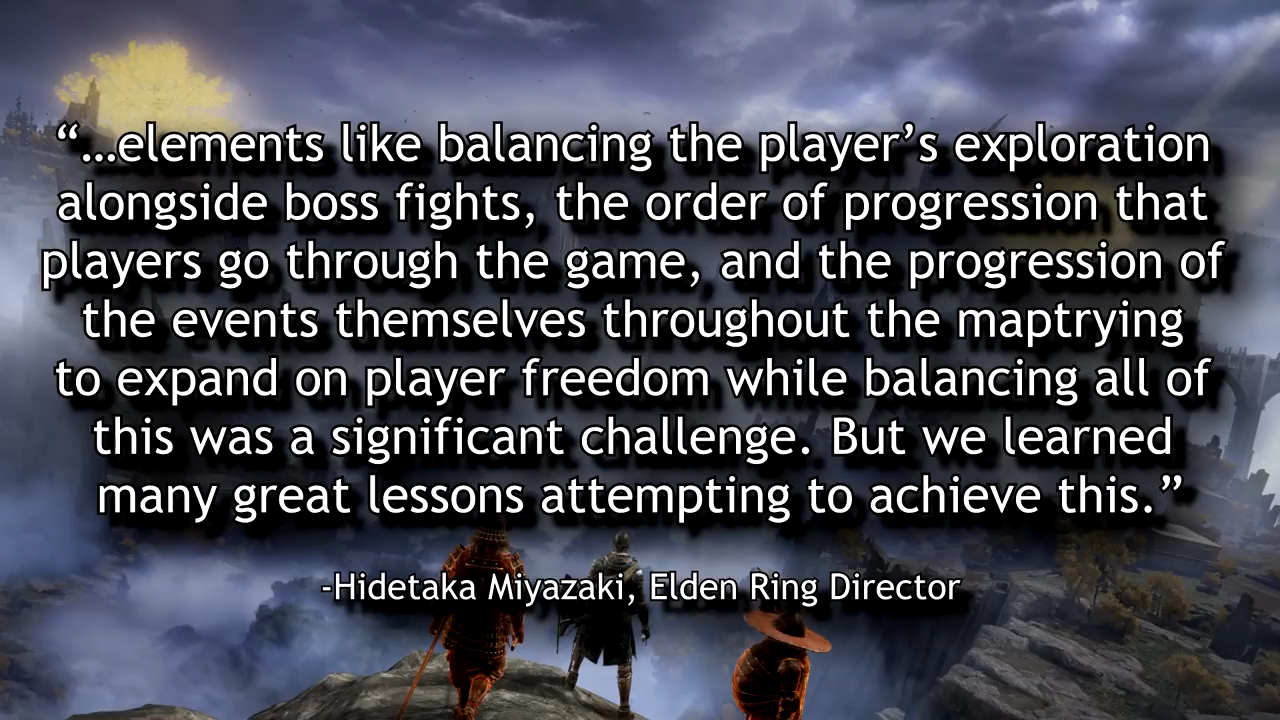 “…elements like balancing the player’s exploration
alongside boss fights, the order of progression that
players go through the game, and the progression of
the events themselves throughout the maptrying
to expand on player freedom while balancing all of
this was a significant challenge. But we learned
many great lessons attempting to achieve this.”
-Hidetaka Miyazaki, Elden Ring Director